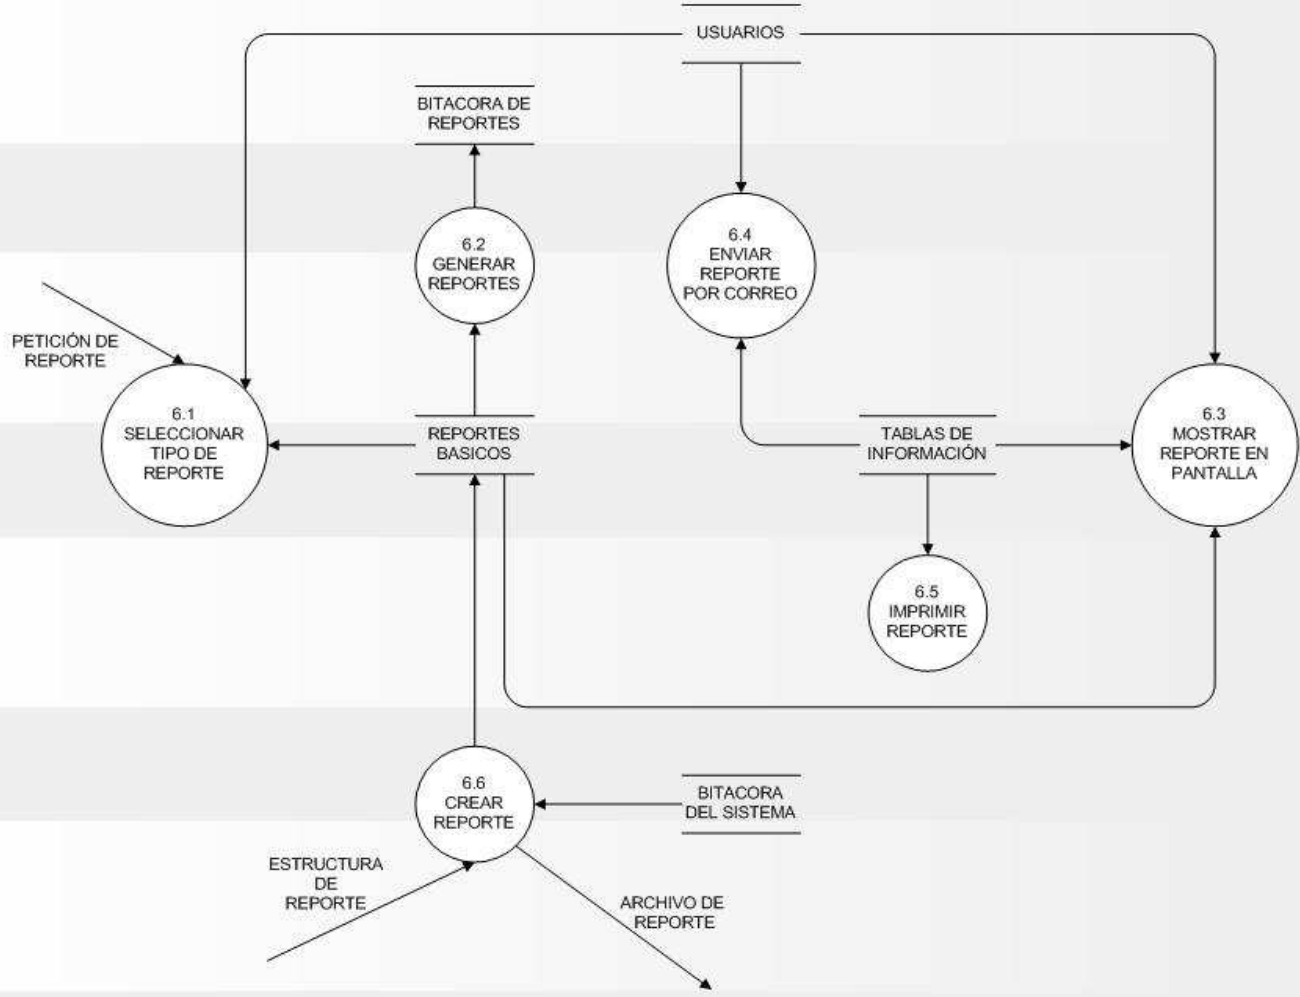 USUARIOS
BITACORA DE
REPORTES
6.2
GENERAR
REPORTES
6.4
ENVIAR
REPORTE
POR CORREO
PETICIÓN DE
REPORTE
6.1
SELECCIONAR
TIPO DE
REPORTE
REPORTES
BASICOS
TABLAS DE
INFORMACIÓN
6.3
MOSTRAR
REPORTE EN
PANTALLA
6.5
IMPRIMIR
REPORTE
6.6
CREAR
REPORTE
BITACORA
DEL SISTEMA
ESTRUCTURA
DE
REPORTE
ARCHIVO DE
REPORTE